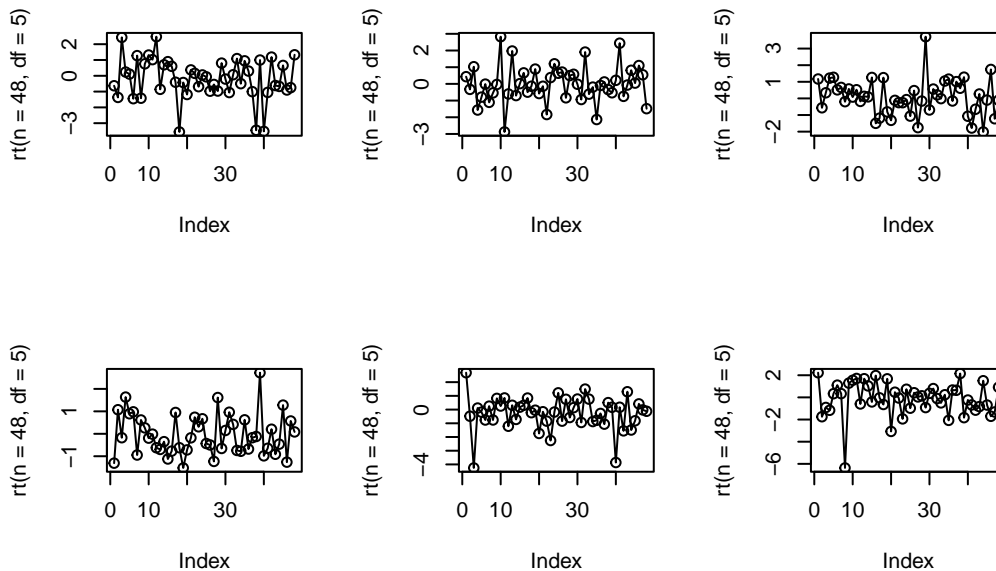 rt(n = 48, df = 5)
2
0
−3
0 10 30
Index
rt(n = 48, df = 5)
3
2
1
0
−1
−3
0 10 30
Index
rt(n = 48, df = 5)
3
1
−2
0 10 30
Index
rt(n = 48, df = 5)
1
−1
0 10 30
Index
rt(n = 48, df = 5)
0
−4
0 10 30
Index
rt(n = 48, df = 5)
2
−2
−6
0 10 30
Index